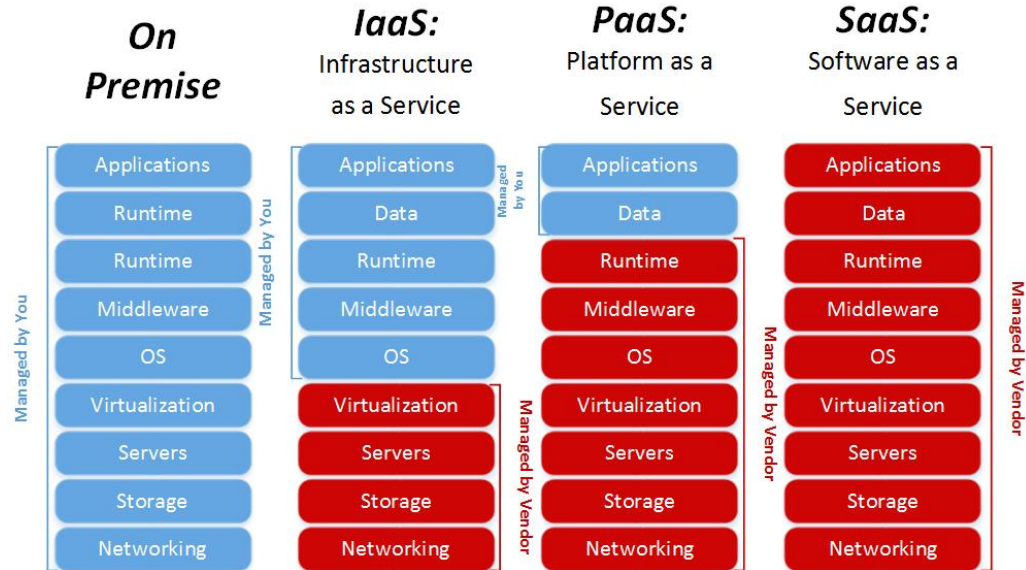 On
Premise
Managed by You
Applications
Runtime
Runtime
Middleware
OS
Virtualization
Servers
Storage
Networking
IaaS:
Infrastructure
as a Service
Managed by You
Applications
Data
Runtime
Middleware
OS
Virtualization
Servers
Storage
Networking
Managed by Vendor
PaaS:
Platform as a
Service
Managed
by You
Applications
Data
Runtime
Middleware
OS
Virtualization
Servers
Storage
Networking
Managed by Vendor
SaaS:
Software as a
Service
Applications
Data
Runtime
Middleware
OS
Virtualization
Servers
Storage
Networking
Managed by Vendor